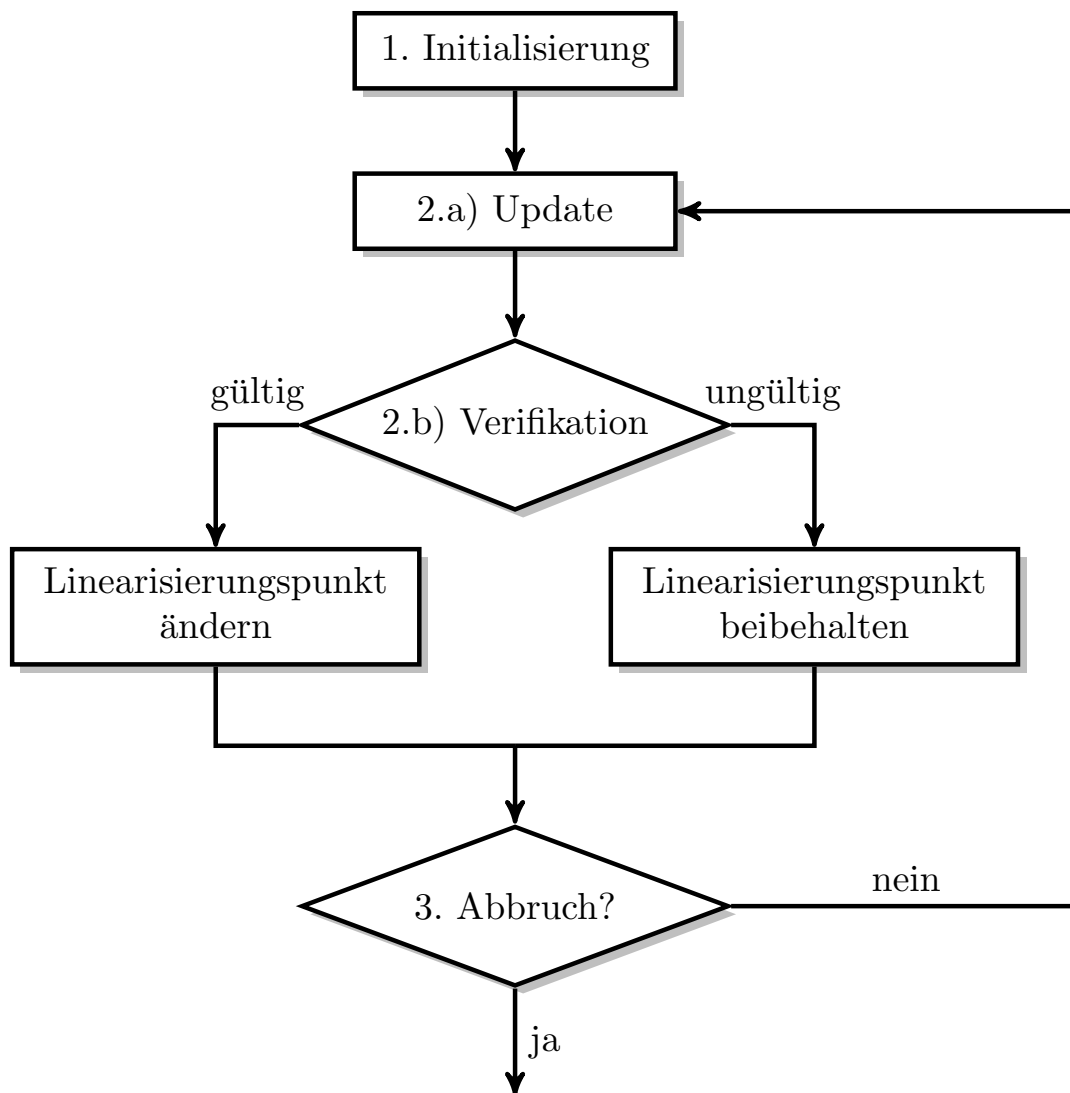 1. Initialisierung
2.a) Update
gültig
ungültig
2.b) Verifikation
Linearisierungspunkt
ändern
Linearisierungspunkt
beibehalten
nein
3. Abbruch?
ja